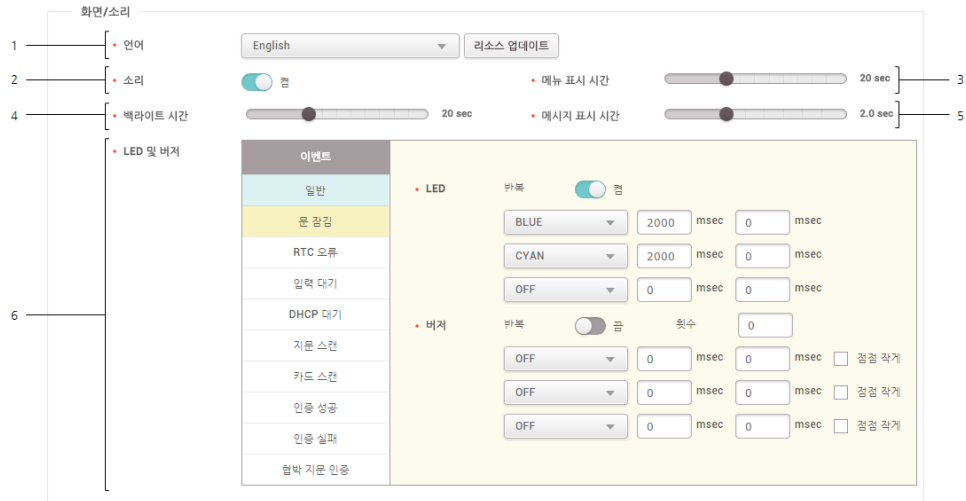 화면/소리
1 • 언어 English 리소스 업데이트
2 • 소리 켬 • 메뉴 표시 시간 20 sec 3
4 • 백라이트 시간 20 sec • 메시지 표시 시간 2.0 sec 5
6 • LED 및 버저
이벤트
일반
문 잠김
RTC 오류
입력 대기
DHCP 대기
지문 스캔
카드 스캔
인증 성공
인증 실패
협박 지문 인증
• LED 반복 켬
BLUE 2000 msec 0 msec
CYAN 2000 msec 0 msec
OFF 0 msec 0 msec
• 버저 반복 끔 횟수 0
OFF 0 msec 0 msec 점점 작게
OFF 0 msec 0 msec 점점 작게
OFF 0 msec 0 msec 점점 작게